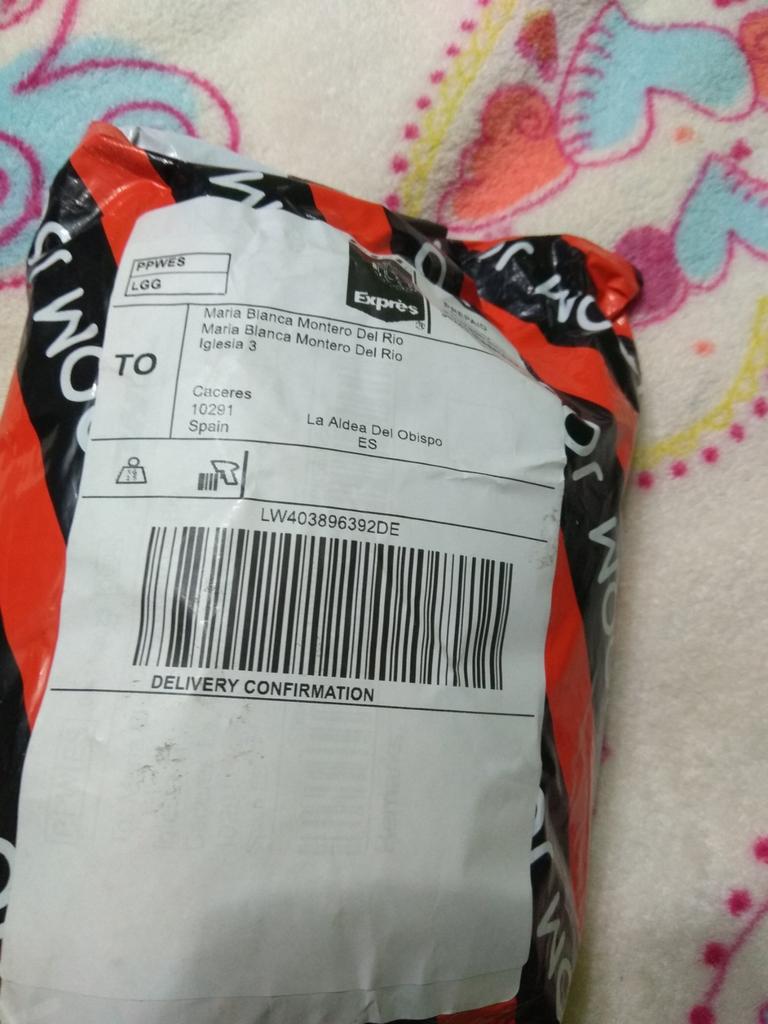 PPWES
LGG
Exprès
PREPAID
TO
Maria Blanca Montero Del Rio
Maria Blanca Montero Del Rio
Iglesia 3
Caceres
10291
La Aldea Del Obispo
Spain
ES
LW403896392DE
DELIVERY CONFIRMATION